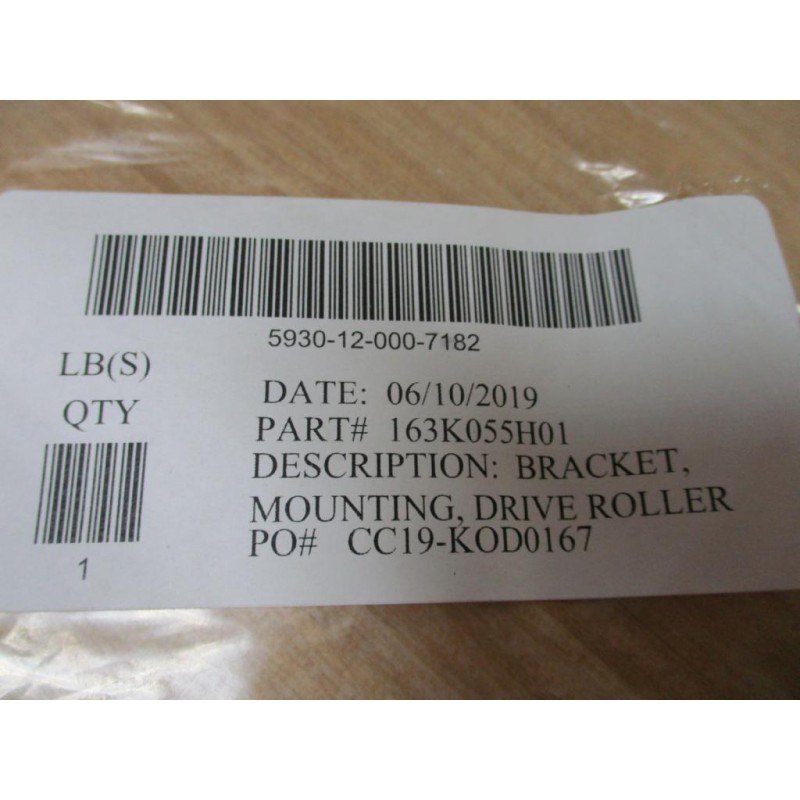 5930-12-000-7182
LB(S)
QTY
1
DATE: 06/10/2019
PART# 163K055H01
DESCRIPTION: BRACKET,
MOUNTING, DRIVE ROLLER
PO# CC19-KOD0167